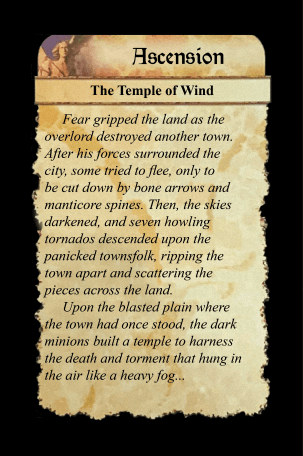 Ascension
The Temple of Wind
Fear gripped the land as the
overlord destroyed another town.
After his forces surrounded the
city, some tried to flee, only to
be cut down by bone arrows and
manticore spines. Then, the skies
darkened, and seven howling
tornados descended upon the
panicked townsfolk, ripping the
town apart and scattering the
pieces across the land.
Upon the blasted plain where
the town had once stood, the dark
minions built a temple to harness
the death and torment that hung in
the air like a heavy fog...